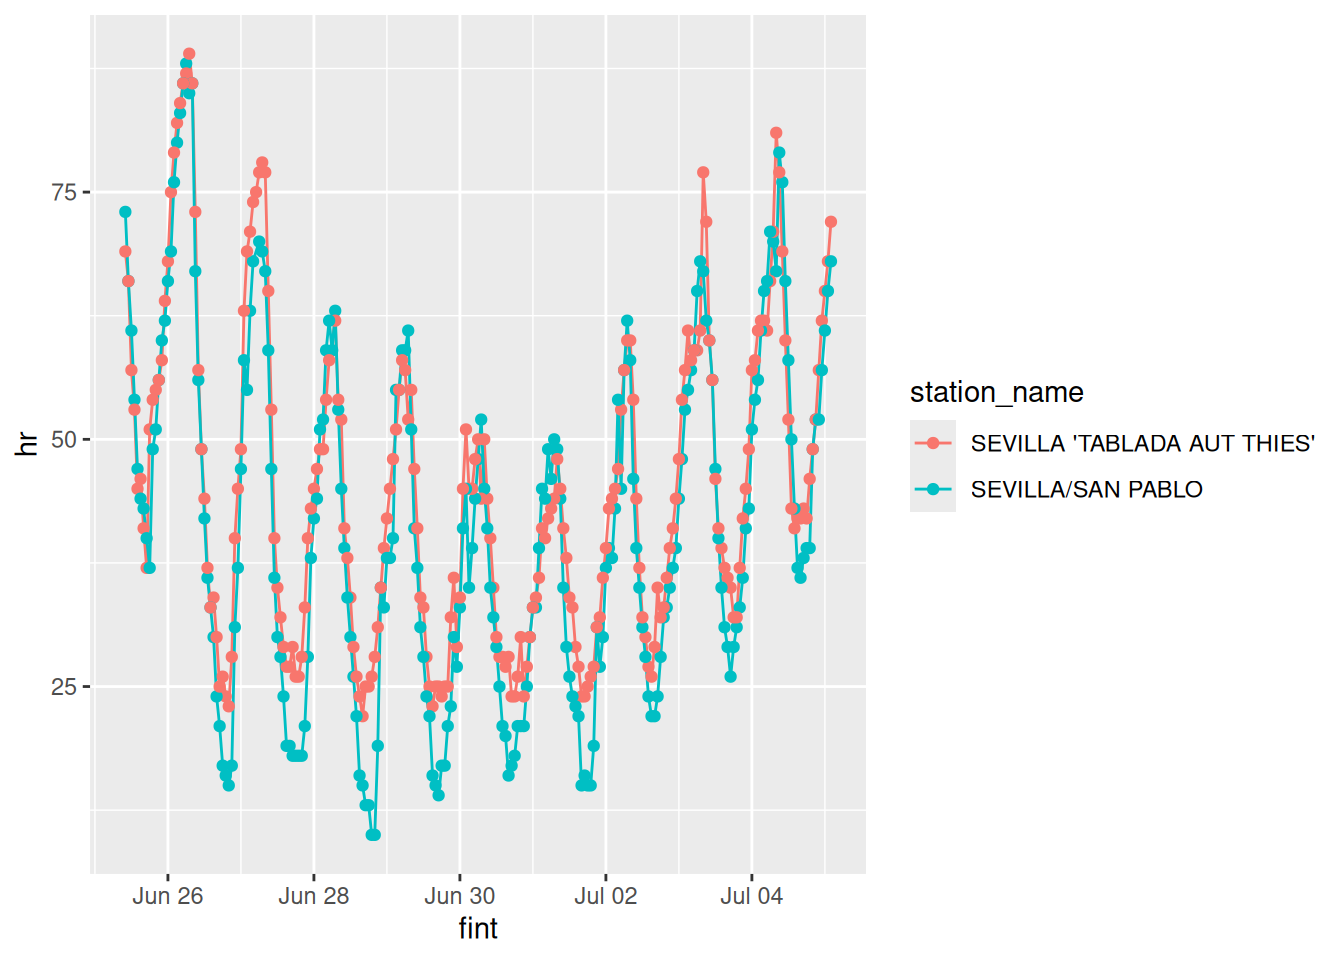 75
50
25
hr
Jun 26
Jun 28
Jun 30
Jul 02
Jul 04
fint
station_name
SEVILLA 'TABLADA AUT THIES'
SEVILLA/SAN PABLO